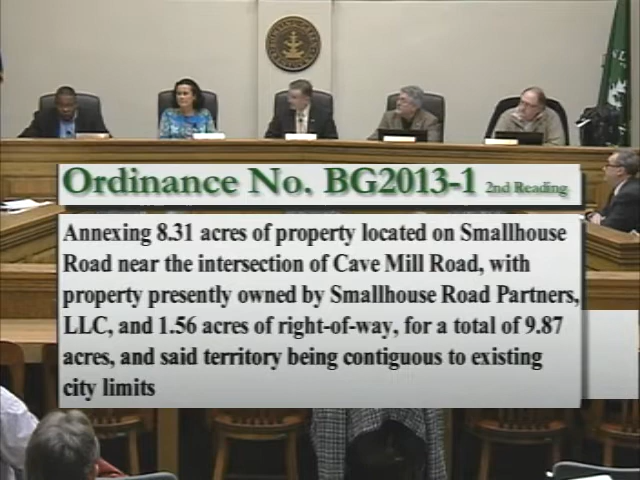 Ordinance No. BG2013-1 2nd Reading
Annexing 8.31 acres of property located on Smallhouse
Road near the intersection of Cave Mill Road, with
property presently owned by Smallhouse Road Partners,
LLC, and 1.56 acres of right-of-way, for a total of 9.87
acres, and said territory being contiguous to existing
city limits